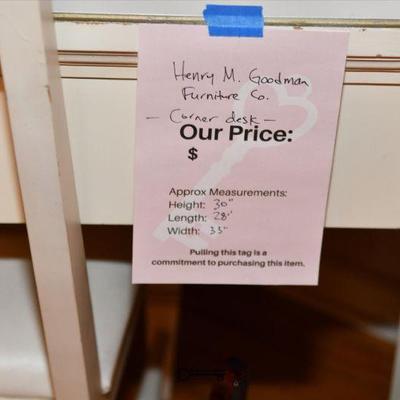 Henry M. Goodman
Furniture Co.
- Corner desk -
Our Price:
$
Approx Measurements:
Height: 30"
Length: 28"
Width: 35"
Pulling this tag is a
commitment to purchasing this item.